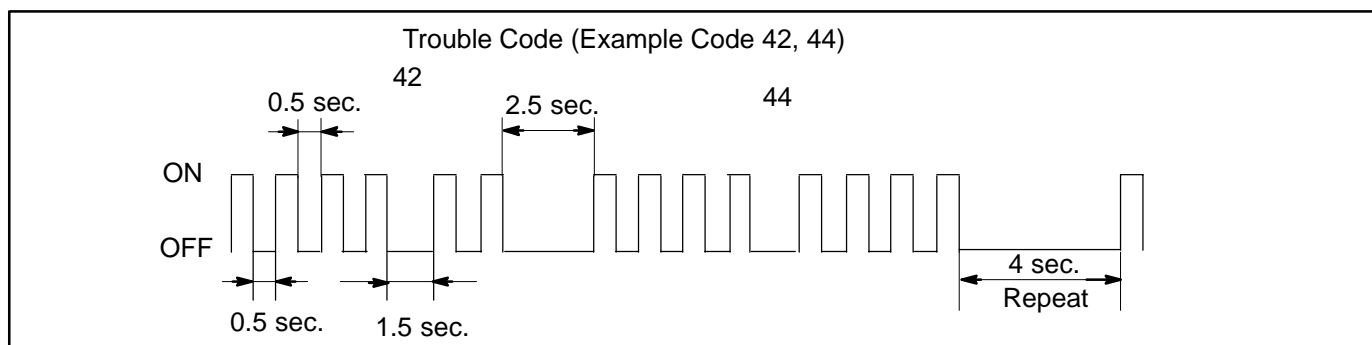 Trouble Code (Example Code 42, 44)
42
44
0.5 sec.
2.5 sec.
ON
OFF
0.5 sec.
1.5 sec.
4 sec.
Repeat